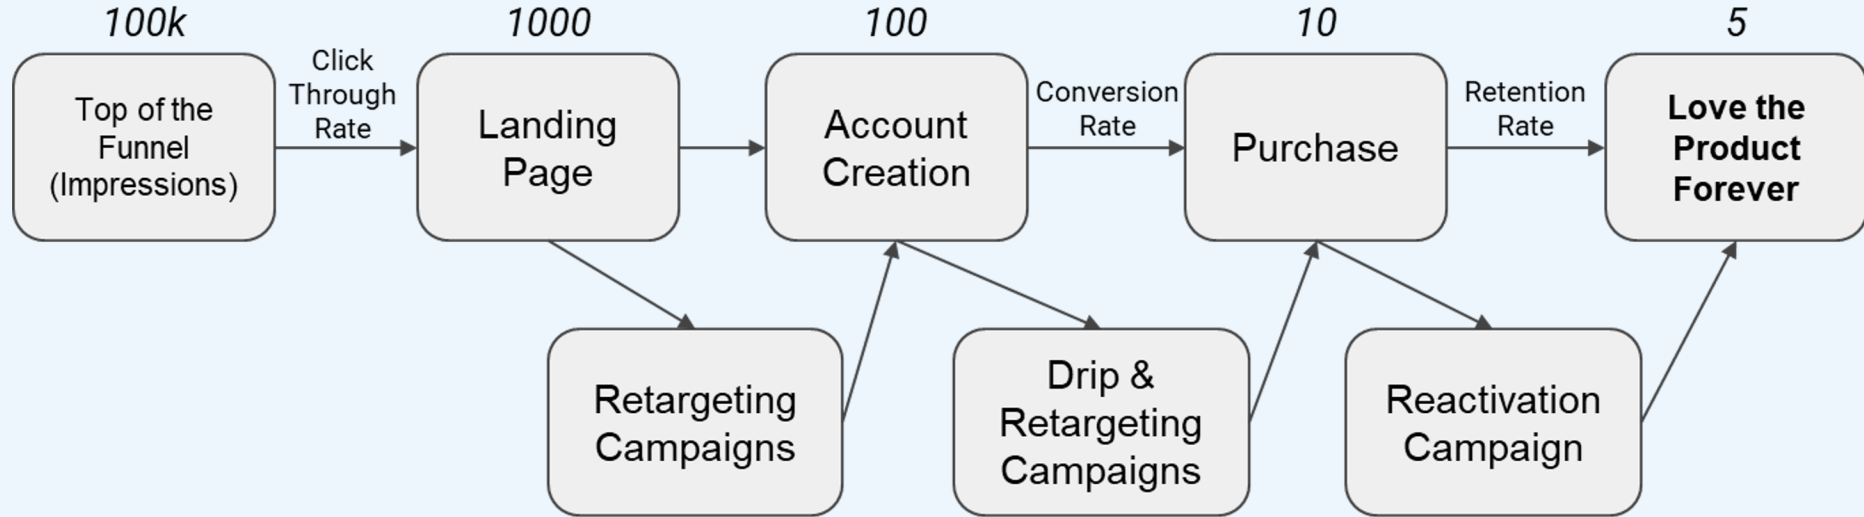 100k
1000
100
10
5
Top of the
Funnel
(Impressions)
Click
Through
Rate
Landing
Page
Account
Creation
Conversion
Rate
Purchase
Retention
Rate
Love the
Product
Forever
Retargeting
Campaigns
Drip &
Retargeting
Campaigns
Reactivation
Campaign